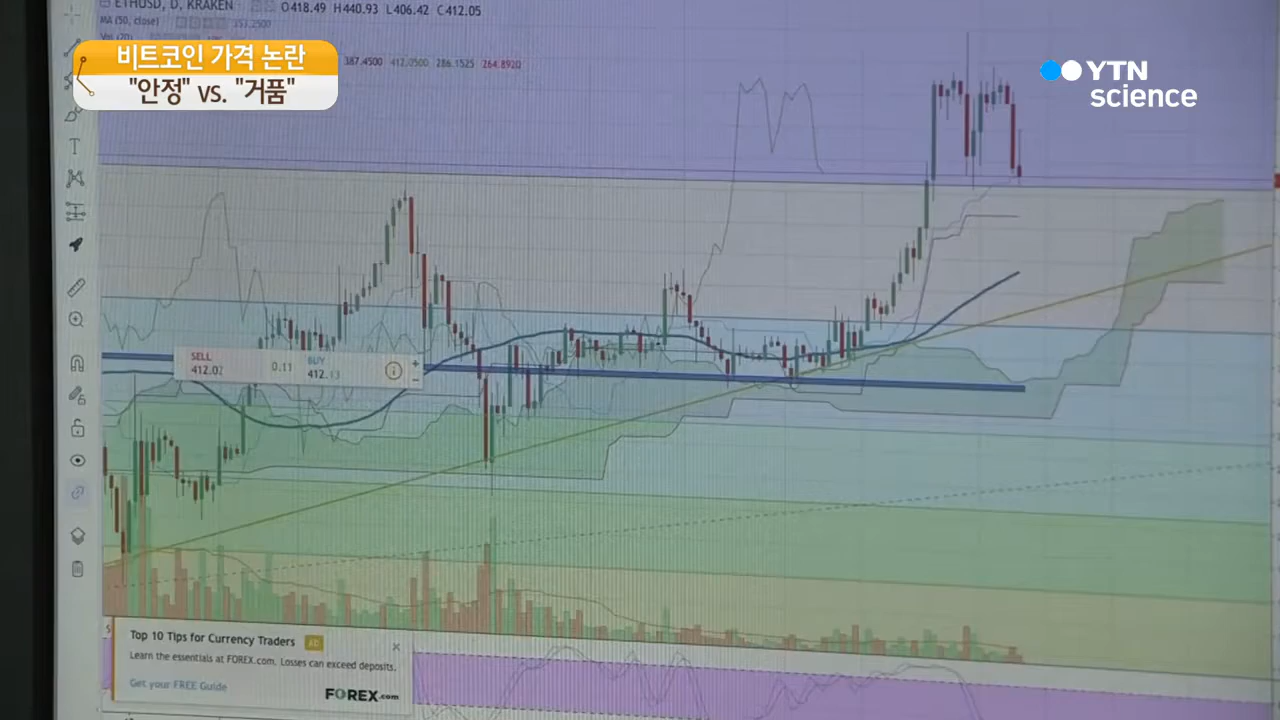 ETHUSD, D, KRAKEN O418.49 H440.93 L406.42 C412.05
MA (50, close) 353.2500
비트코인 가격 논란
"안정" vs. "거품"
387.4500 412.0500 286.1525 264.8920
YTN
science
SELL
412.02
0.11
BUY
412.13
Top 10 Tips for Currency Traders AD
Learn the essentials at FOREX.com. Losses can exceed deposits.
Get your FREE Guide
FOREX.com